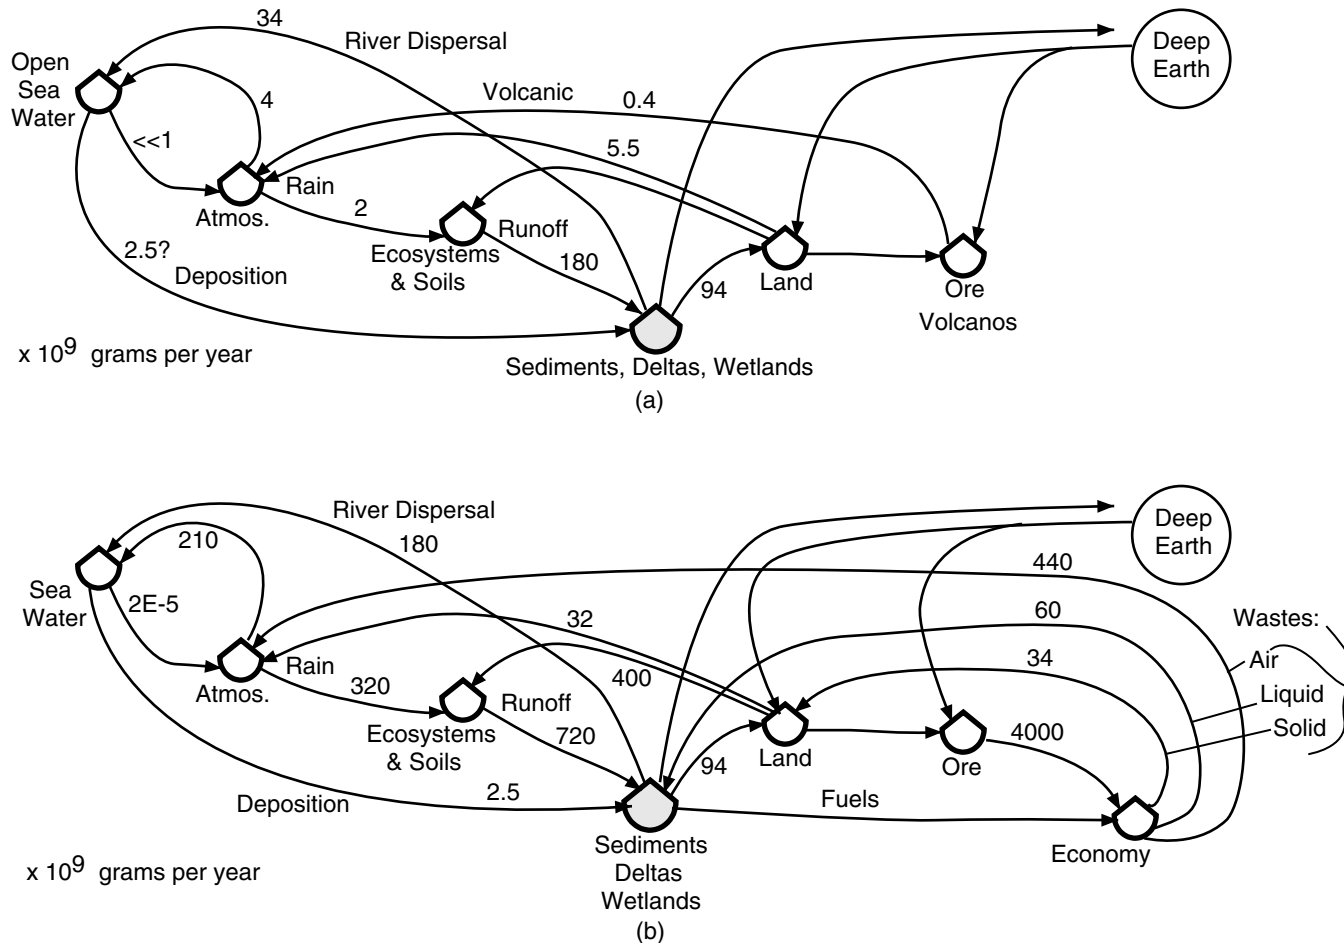 34
River Dispersal
Deep
Earth
Open
Sea
Water
4
Volcanic
0.4
<<1
5.5
Rain
Atmos.
2
Runoff
Ecosystems
& Soils
180
2.5?
Deposition
94
Land
Ore
Volcanos
x 10⁹ grams per year
Sediments, Deltas, Wetlands
(a)
River Dispersal
180
Deep
Earth
210
440
Sea
Water
2E-5
32
60
Wastes:
Rain
Atmos.
320
400
34
Air
Liquid
Solid
Runoff
Ecosystems
& Soils
720
94
Land
Ore
4000
Deposition
2.5
Fuels
Economy
x 10⁹ grams per year
Sediments
Deltas
Wetlands
(b)